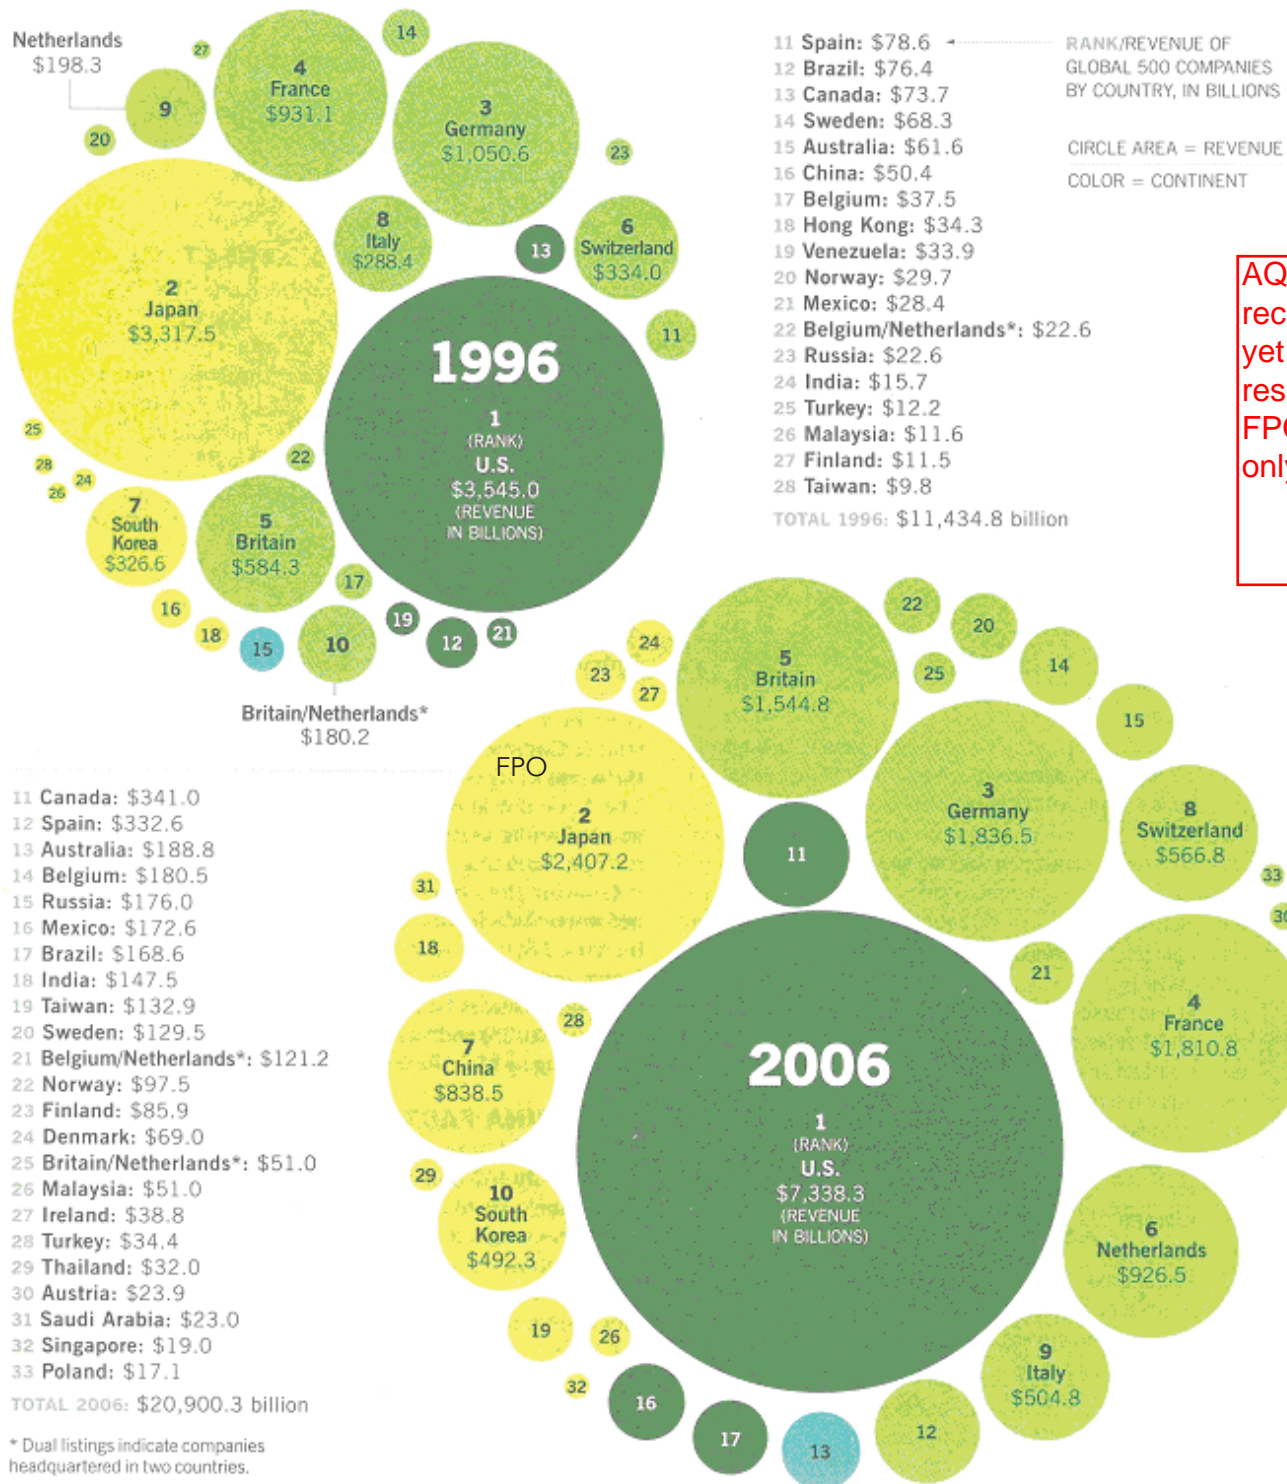 Netherlands
$198.3
9
20
27
4
France
$931.1
14
3
Germany
$1,050.6
23
8
Italy
$288.4
13
6
Switzerland
$334.0
11
2
Japan
$3,317.5
1996
1
(RANK)
U.S.
$3,545.0
(REVENUE
IN BILLIONS)
25
28
26
24
22
7
South
Korea
$326.6
5
Britain
$584.3
17
16
18
15
10
19
12
21
Britain/Netherlands*
$180.2
11 Spain: $78.6
12 Brazil: $76.4
13 Canada: $73.7
14 Sweden: $68.3
15 Australia: $61.6
16 China: $50.4
17 Belgium: $37.5
18 Hong Kong: $34.3
19 Venezuela: $33.9
20 Norway: $29.7
21 Mexico: $28.4
22 Belgium/Netherlands*: $22.6
23 Russia: $22.6
24 India: $15.7
25 Turkey: $12.2
26 Malaysia: $11.6
27 Finland: $11.5
28 Taiwan: $9.8
TOTAL 1996: $11,434.8 billion
RANK/REVENUE OF
GLOBAL 500 COMPANIES
BY COUNTRY, IN BILLIONS
CIRCLE AREA = REVENUE
COLOR = CONTINENT
AQ
rec
yet
res
FPO
only
24
23
27
5
Britain
$1,544.8
22
20
25
14
15
FPO
2
Japan
$2,407.2
11
3
Germany
$1,836.5
8
Switzerland
$566.8
33
30
31
18
21
4
France
$1,810.8
28
7
China
$838.5
2006
1
(RANK)
U.S.
$7,338.3
(REVENUE
IN BILLIONS)
29
10
South
Korea
$492.3
6
Netherlands
$926.5
19
26
32
16
17
13
12
9
Italy
$504.8
11 Canada: $341.0
12 Spain: $332.6
13 Australia: $188.8
14 Belgium: $180.5
15 Russia: $176.0
16 Mexico: $172.6
17 Brazil: $168.6
18 India: $147.5
19 Taiwan: $132.9
20 Sweden: $129.5
21 Belgium/Netherlands*: $121.2
22 Norway: $97.5
23 Finland: $85.9
24 Denmark: $69.0
25 Britain/Netherlands*: $51.0
26 Malaysia: $51.0
27 Ireland: $38.8
28 Turkey: $34.4
29 Thailand: $32.0
30 Austria: $23.9
31 Saudi Arabia: $23.0
32 Singapore: $19.0
33 Poland: $17.1
TOTAL 2006: $20,900.3 billion
* Dual listings indicate companies
headquartered in two countries.